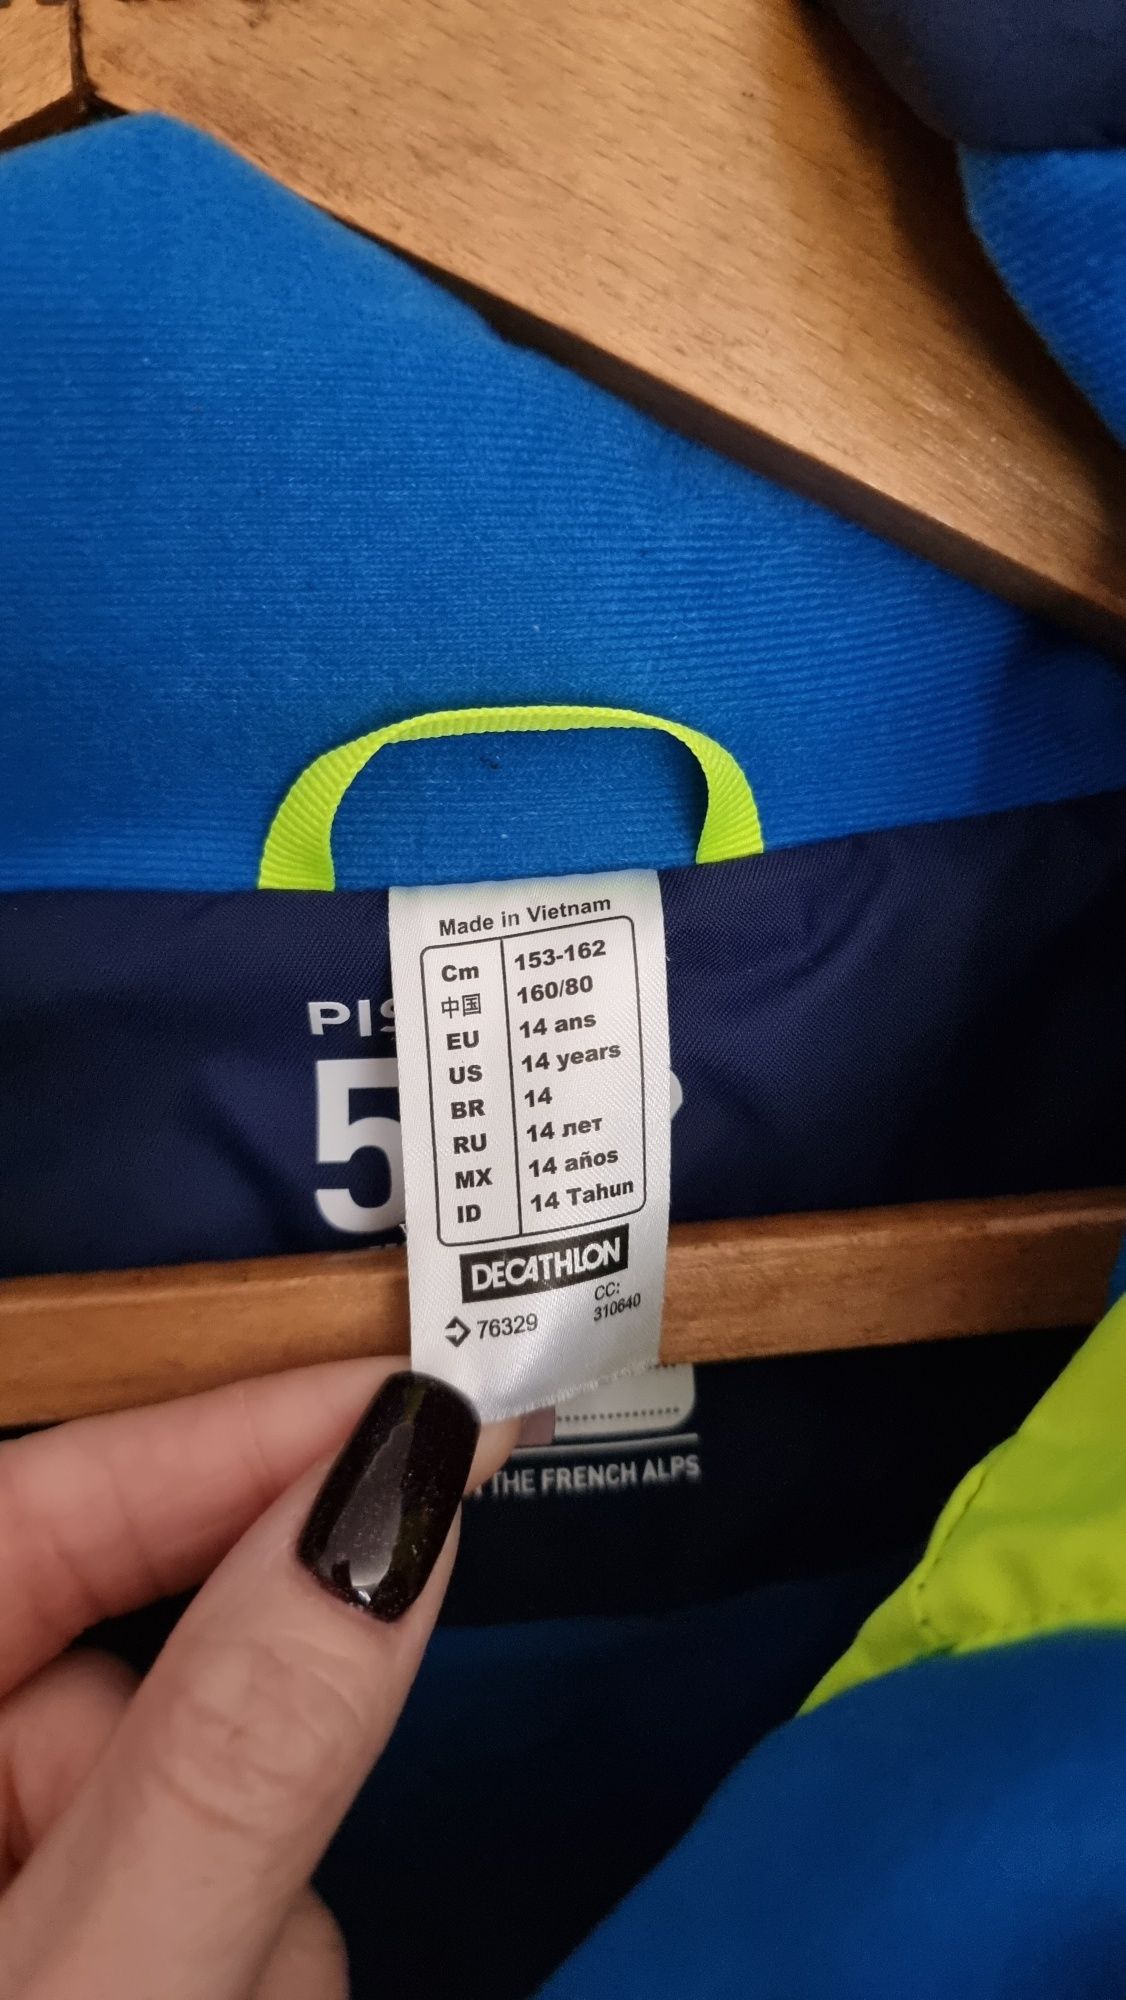 Made in Vietnam
Cm 153-162
中国 160/80
EU 14 ans
US 14 years
BR 14
RU 14 лет
MX 14 años
ID 14 Tahun
DECATHLON
76329
CC:
310640
5
THE FRENCH ALPS